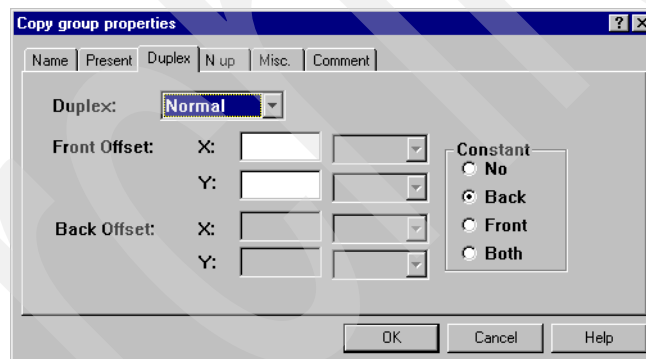 Copy group properties
Name Present Duplex N up Misc. Comment
Duplex: Normal
Front Offset: X:
Y:
Back Offset: X:
Y:
Constant
No
Back
Front
Both
OK Cancel Help